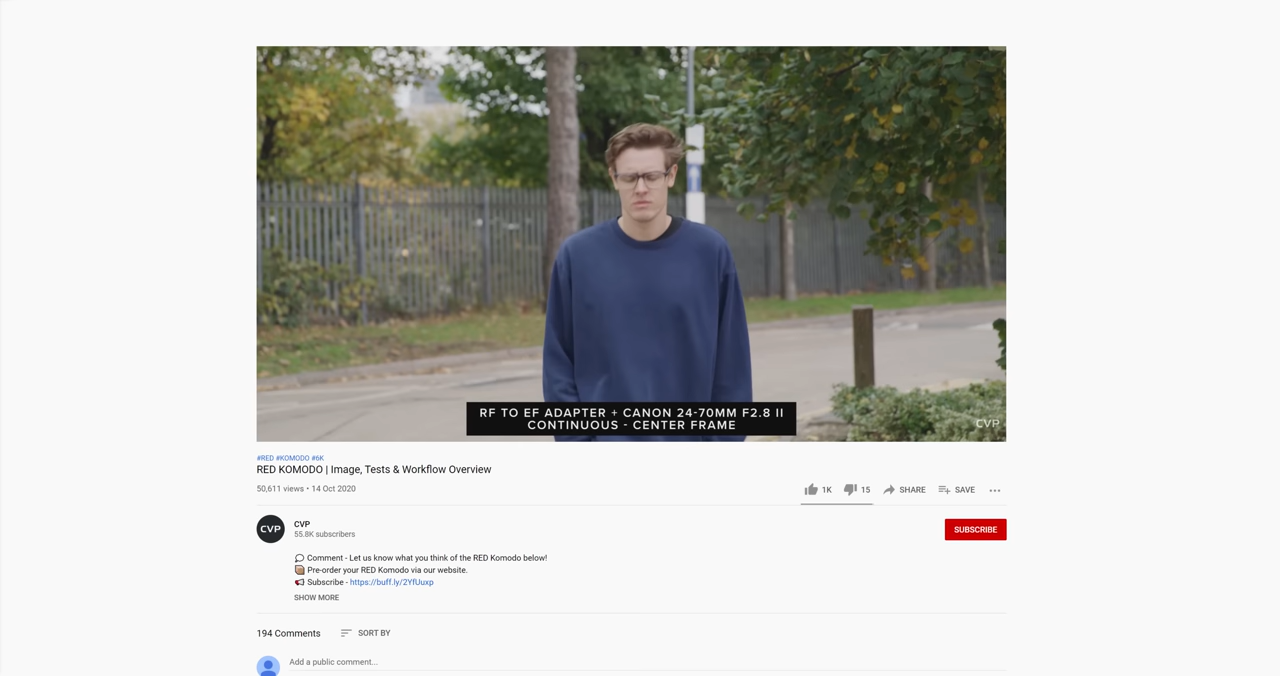 RF TO EF ADAPTER + CANON 24-70MM F2.8 II
CONTINUOUS - CENTER FRAME
CVP
#RED #KOMODO #6K
RED KOMODO | Image, Tests & Workflow Overview
50,611 views • 14 Oct 2020
1K
15
SHARE
SAVE
CVP
CVP
55.8K subscribers
SUBSCRIBE
Comment - Let us know what you think of the RED Komodo below!
Pre-order your RED Komodo via our website.
Subscribe - https://buff.ly/2YfUuxp
SHOW MORE
194 Comments
SORT BY
Add a public comment...